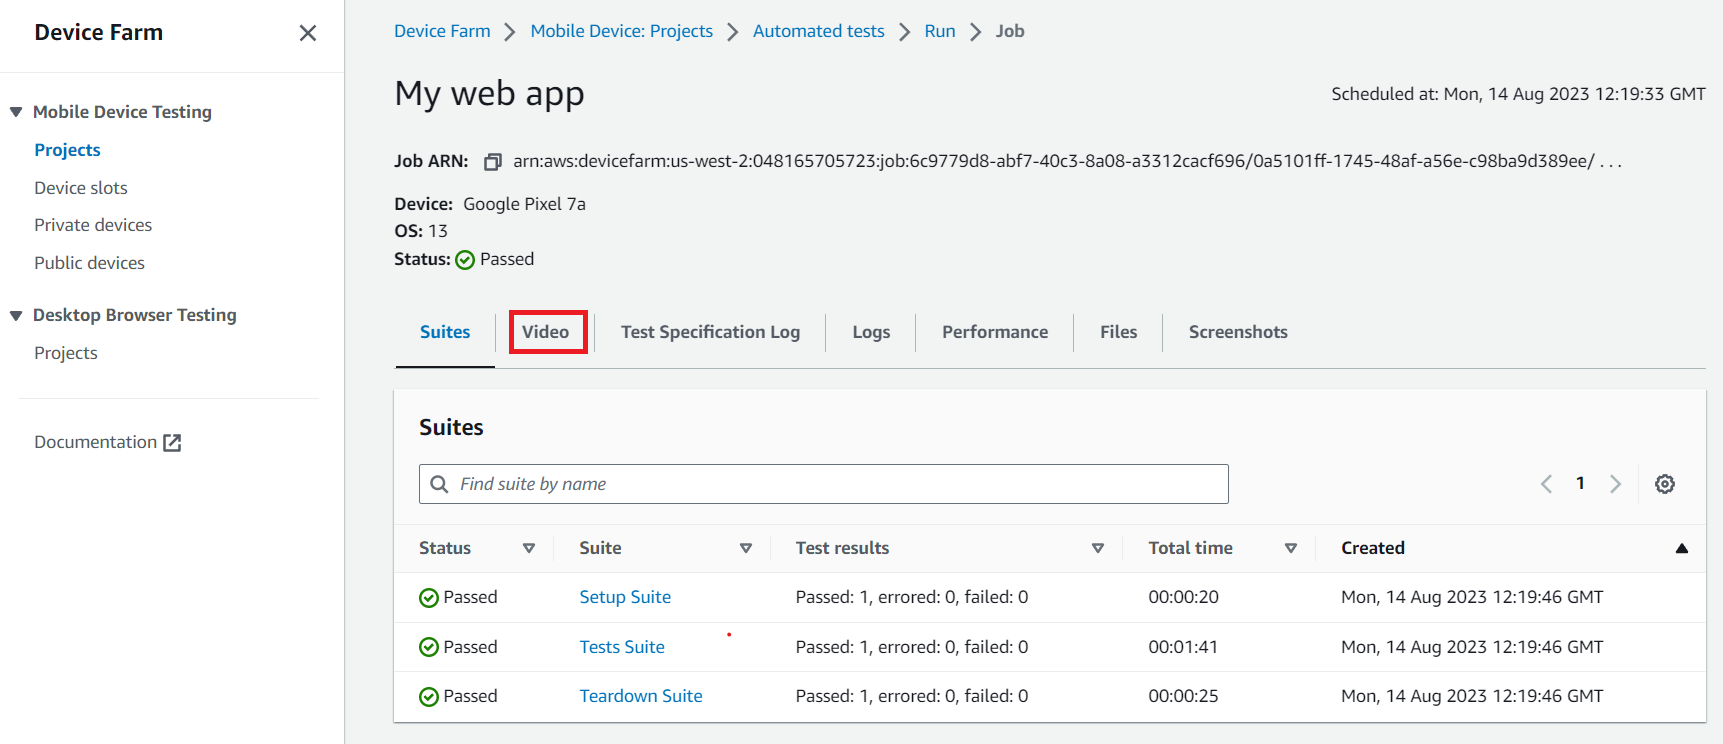 Device Farm
Mobile Device Testing
Projects
Device slots
Private devices
Public devices
Desktop Browser Testing
Projects
Documentation
Device Farm Mobile Device: Projects Automated tests Run Job
My web app
Scheduled at: Mon, 14 Aug 2023 12:19:33 GMT
Job ARN: arn:aws:devicefarm:us-west-2:048165705723:job:6c9779d8-abf7-40c3-8a08-a3312cacf696/0a5101ff-1745-48af-a56e-c98ba9d389ee/ . . .
Device: Google Pixel 7a
OS: 13
Status: Passed
Suites Video Test Specification Log Logs Performance Files Screenshots
Suites
Find suite by name
1
Status Suite Test results Total time Created
Passed Setup Suite Passed: 1, errored: 0, failed: 0 00:00:20 Mon, 14 Aug 2023 12:19:46 GMT
Passed Tests Suite Passed: 1, errored: 0, failed: 0 00:01:41 Mon, 14 Aug 2023 12:19:46 GMT
Passed Teardown Suite Passed: 1, errored: 0, failed: 0 00:00:25 Mon, 14 Aug 2023 12:19:46 GMT